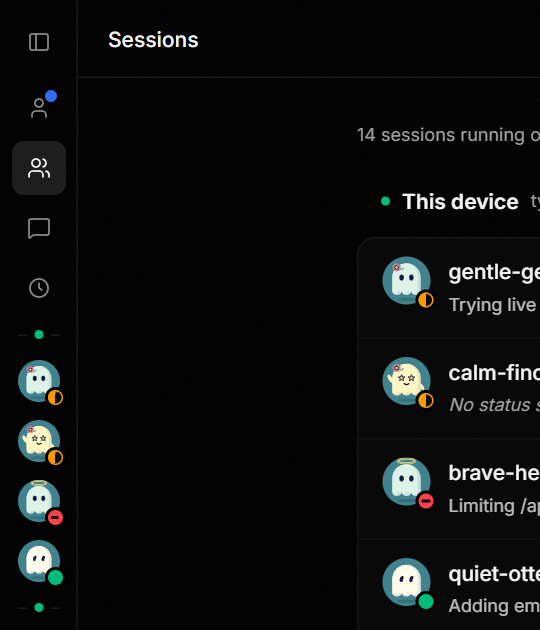 Sessions
14 sessions running o
This device
gentle-ge
Trying live
calm-finc
No status s
brave-he
Limiting /ap
quiet-otte
Adding em